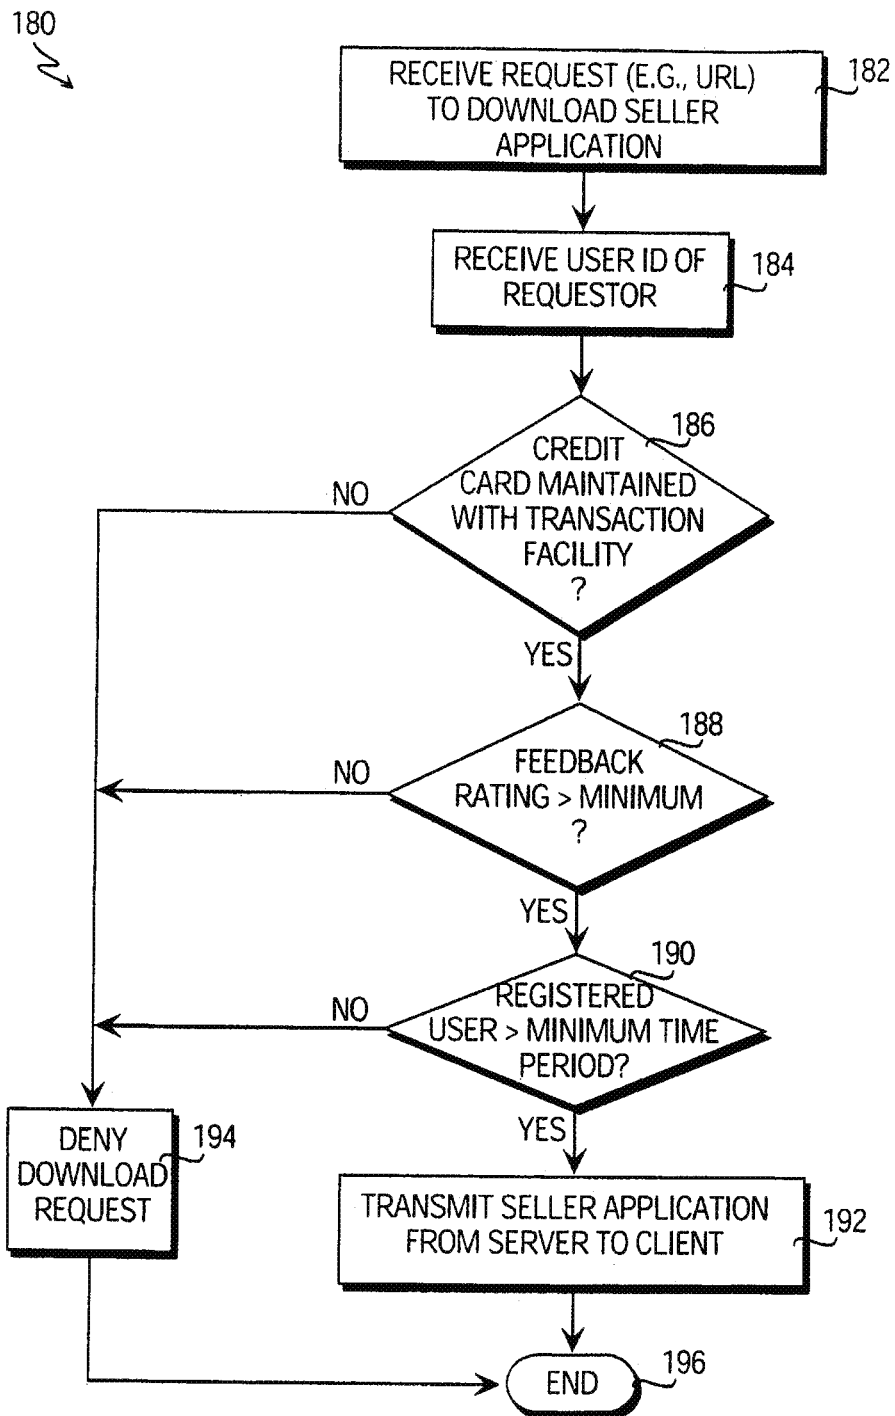 180
RECEIVE REQUEST (E.G., URL)
TO DOWNLOAD SELLER
APPLICATION
182
RECEIVE USER ID OF
REQUESTOR
184
186
CREDIT
CARD MAINTAINED
WITH TRANSACTION
FACILITY
?
NO
YES
188
FEEDBACK
RATING > MINIMUM
?
NO
YES
190
REGISTERED
USER > MINIMUM TIME
PERIOD?
NO
YES
DENY
DOWNLOAD
REQUEST
194
TRANSMIT SELLER APPLICATION
FROM SERVER TO CLIENT
192
END
196